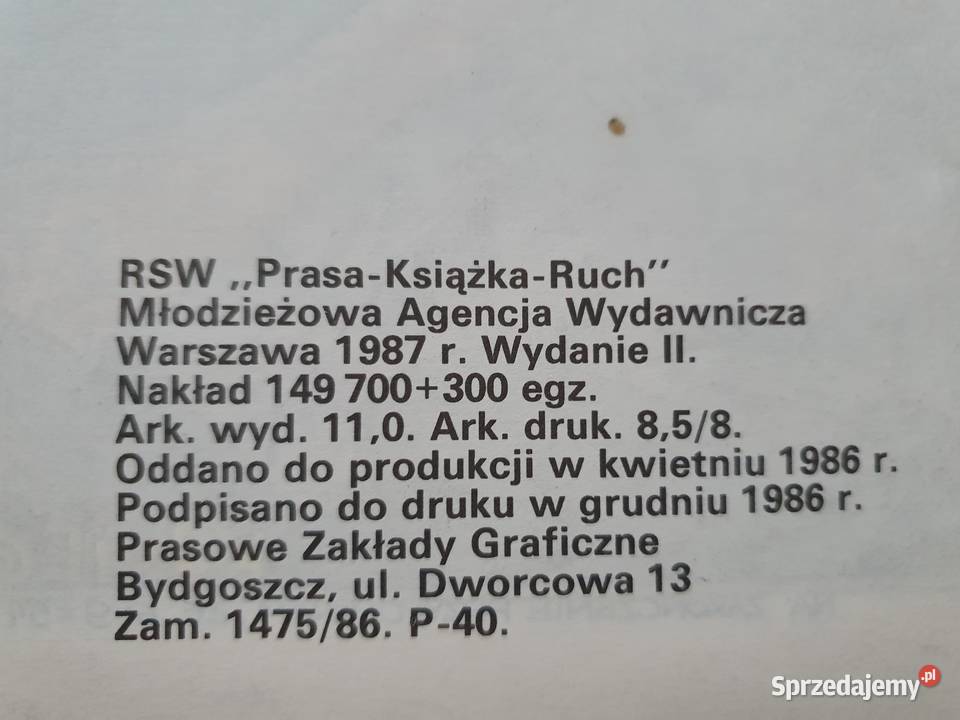 RSW ,,Prasa-Książka-Ruch''
Młodzieżowa Agencja Wydawnicza
Warszawa 1987 r. Wydanie II.
Nakład 149 700+300 egz.
Ark. wyd. 11,0. Ark. druk. 8,5/8.
Oddano do produkcji w kwietniu 1986 r.
Podpisano do druku w grudniu 1986 r.
Prasowe Zakłady Graficzne
Bydgoszcz, ul. Dworcowa 13
Zam. 1475/86. P-40.
Sprzedajemy.pl